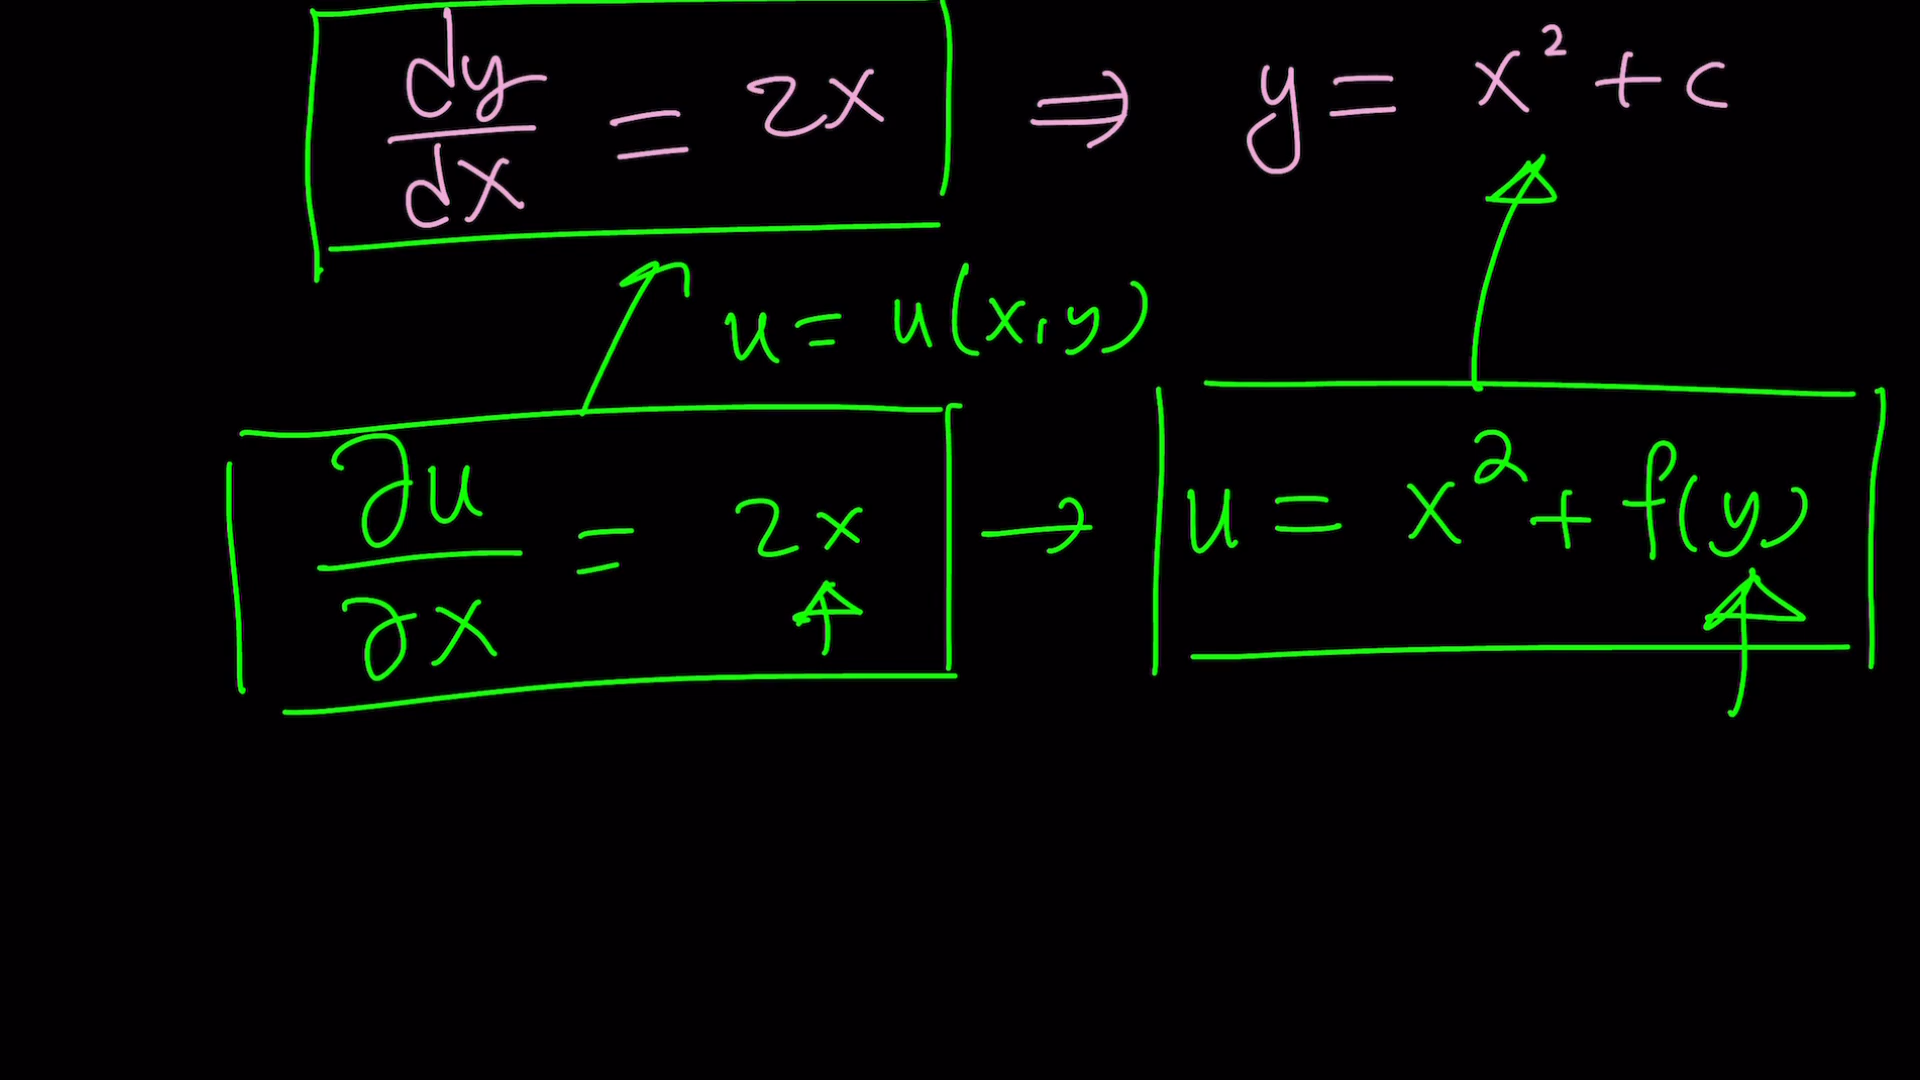 dy/dx = 2x ⇒ y = x² + c
u = u(x,y)
∂u/∂x = 2x → u = x² + f(y)